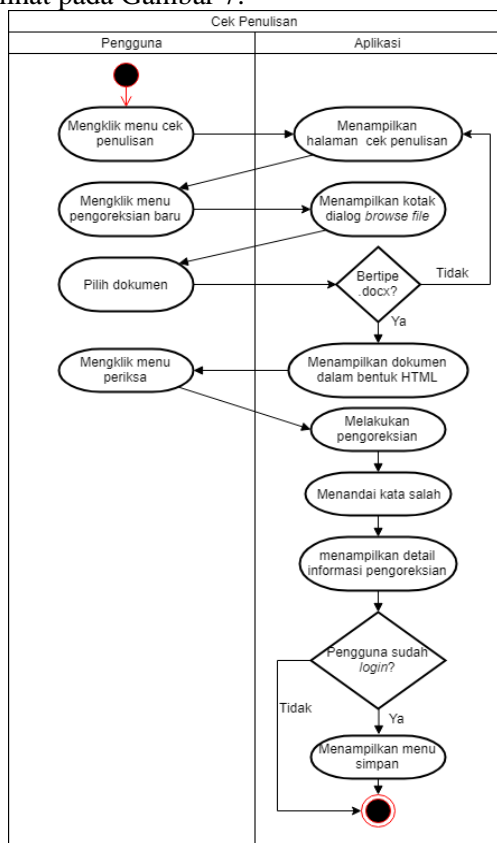 pada Gambar 7.
Cek Penulisan
Pengguna
Aplikasi
Mengklik menu cek
penulisan
Menampilkan
halaman cek penulisan
Mengklik menu
pengoreksian baru
Menampilkan kotak
dialog browse file
Pilih dokumen
Bertipe
.docx?
Tidak
Ya
Mengklik menu
periksa
Menampilkan dokumen
dalam bentuk HTML
Melakukan
pengoreksian
Menandai kata salah
menampilkan detail
informasi pengoreksian
Pengguna sudah
login?
Tidak
Ya
Menampilkan menu
simpan